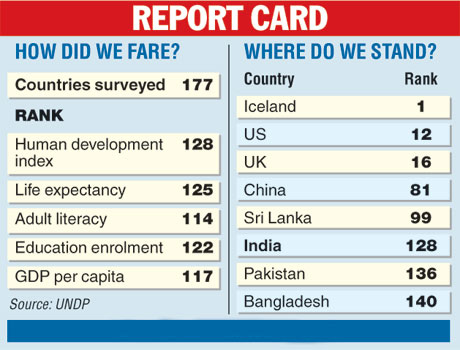 REPORT CARD
HOW DID WE FARE?
Countries surveyed 177
RANK
Human development 128
index
Life expectancy 125
Adult literacy 114
Education enrolment 122
GDP per capita 117
Source: UNDP
WHERE DO WE STAND?
Country Rank
Iceland 1
US 12
UK 16
China 81
Sri Lanka 99
India 128
Pakistan 136
Bangladesh 140